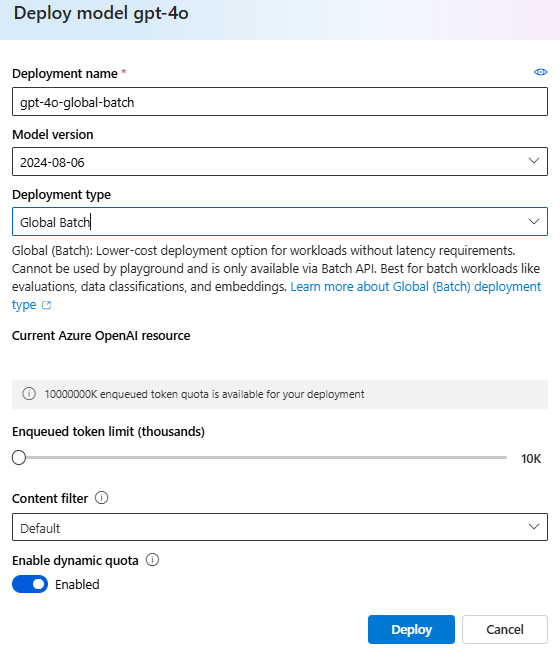 Deploy model gpt-4o
Deployment name *
gpt-4o-global-batch
Model version
2024-08-06
Deployment type
Global Batch
Global (Batch): Lower-cost deployment option for workloads without latency requirements.
Cannot be used by playground and is only available via Batch API. Best for batch workloads like
evaluations, data classifications, and embeddings. Learn more about Global (Batch) deployment
type
Current Azure OpenAI resource
10000000K enqueued token quota is available for your deployment
Enqueued token limit (thousands)
10K
Content filter
Default
Enable dynamic quota
Enabled
Deploy Cancel